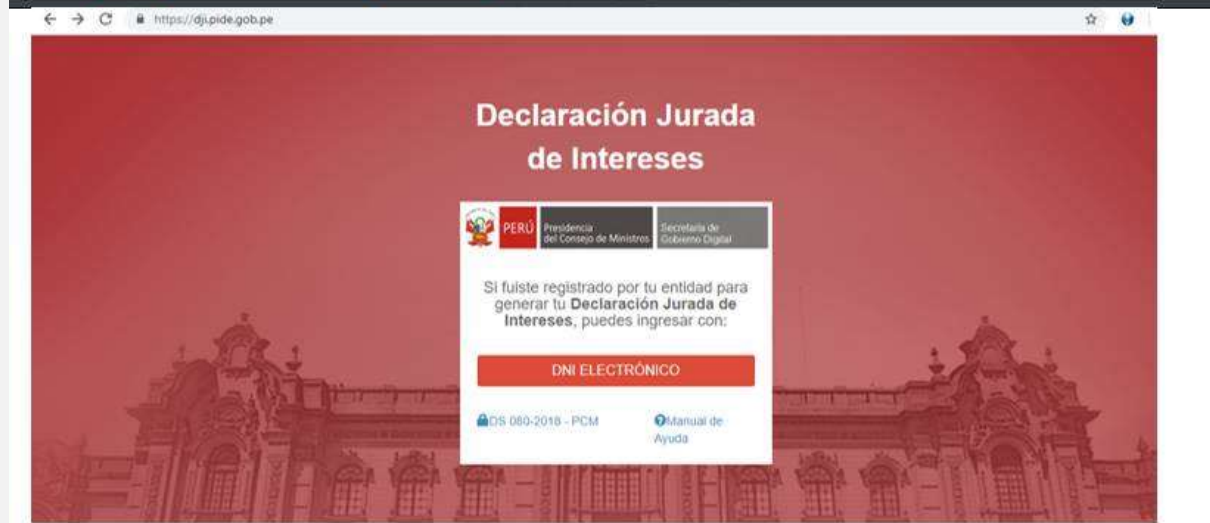 https://dji.pide.gob.pe
Declaración Jurada
de Intereses
PERÚ
Presidencia
del Consejo de Ministros
Secretaría de
Gobierno Digital
Si fuiste registrado por tu entidad para
generar tu Declaración Jurada de
Intereses, puedes ingresar con:
DNI ELECTRÓNICO
DS 080-2018 - PCM
Manual de
Ayuda